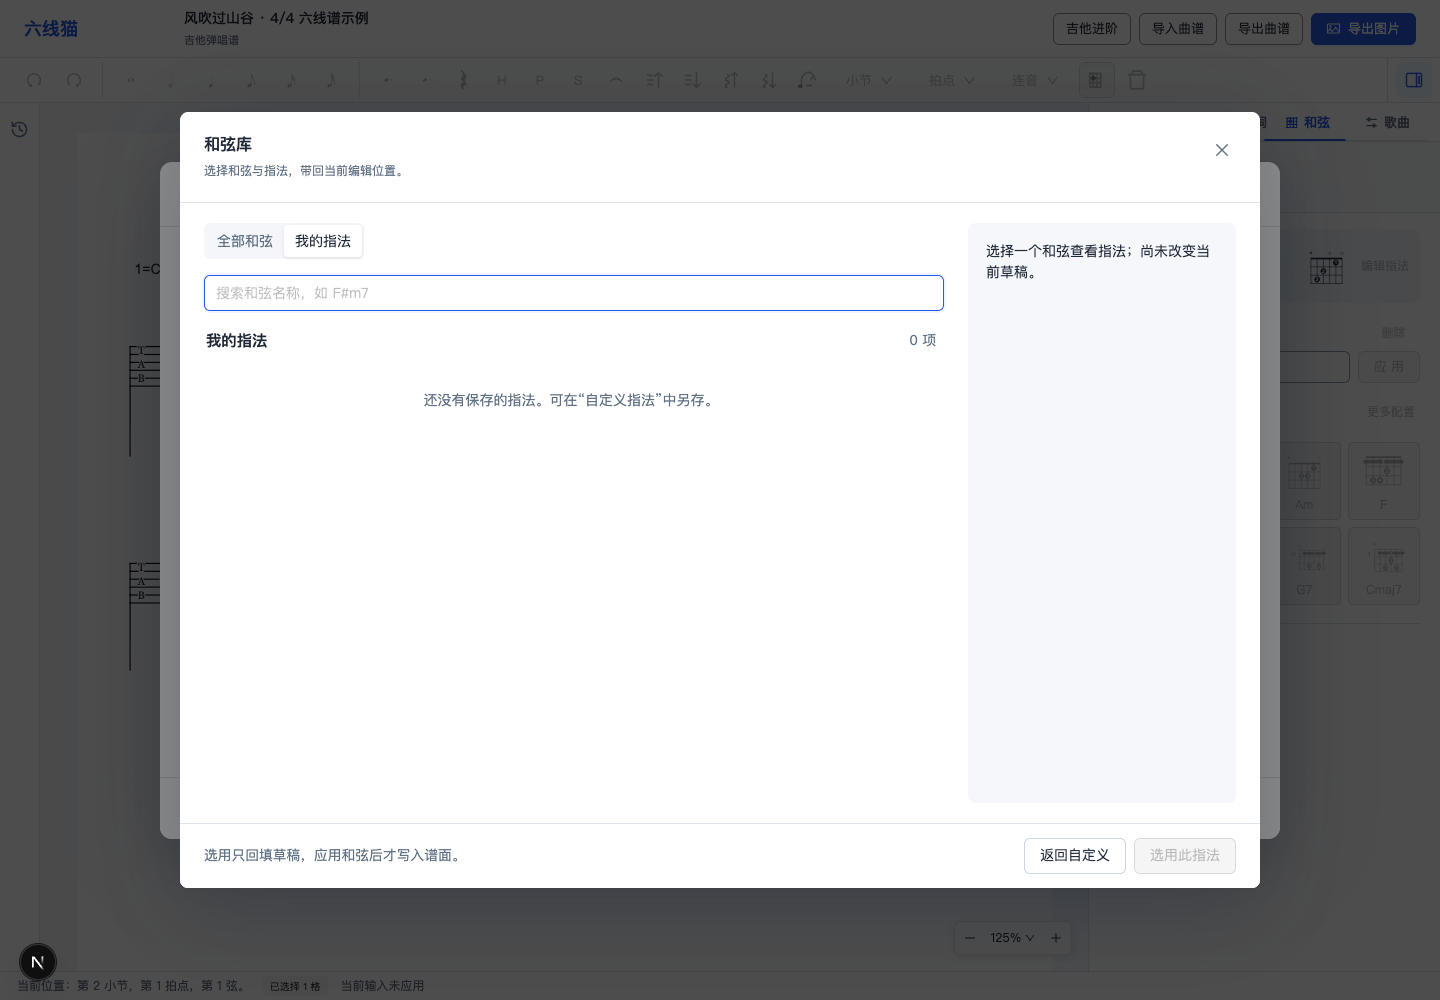 六线猫
风吹过山谷 · 4/4 六线谱示例
吉他弹唱谱
吉他进阶
导入曲谱
导出曲谱
导出图片
H
P
S
小节
拍点
连音
和弦
歌曲
和弦库
选择和弦与指法，带回当前编辑位置。
全部和弦
我的指法
搜索和弦名称，如 F#m7
我的指法
0 项
还没有保存的指法。可在“自定义指法”中另存。
选择一个和弦查看指法；尚未改变当
前草稿。
1=C
T
A
B
T
A
B
编辑指法
删除
应 用
更多配置
Am
F
G7
Cmaj7
选用只回填草稿，应用和弦后才写入谱面。
返回自定义
选用此指法
125%
N
当前位置：第 2 小节，第 1 拍点，第 1 弦。
已选择 1 格
当前输入未应用